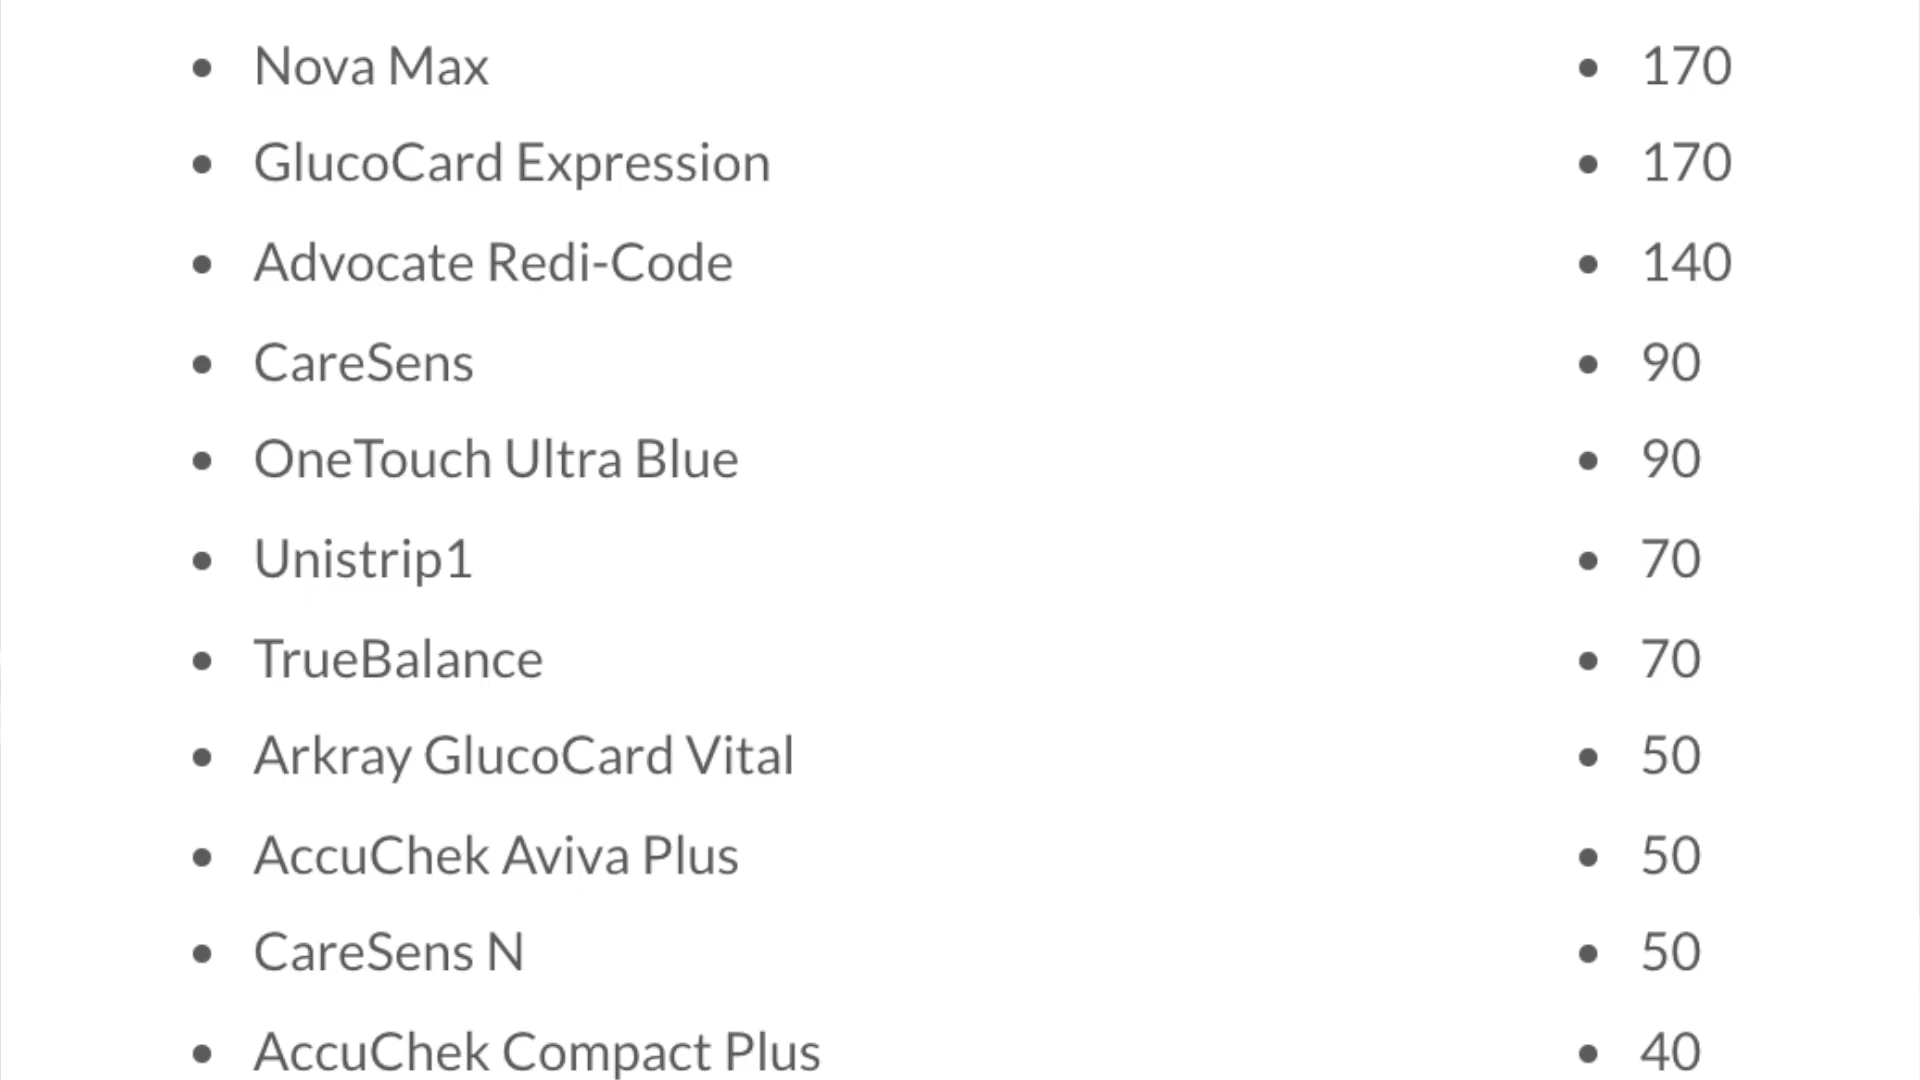 • Nova Max • 170
• GlucoCard Expression • 170
• Advocate Redi-Code • 140
• CareSens • 90
• OneTouch Ultra Blue • 90
• Unistrip1 • 70
• TrueBalance • 70
• Arkray GlucoCard Vital • 50
• AccuChek Aviva Plus • 50
• CareSens N • 50
• AccuChek Compact Plus • 40